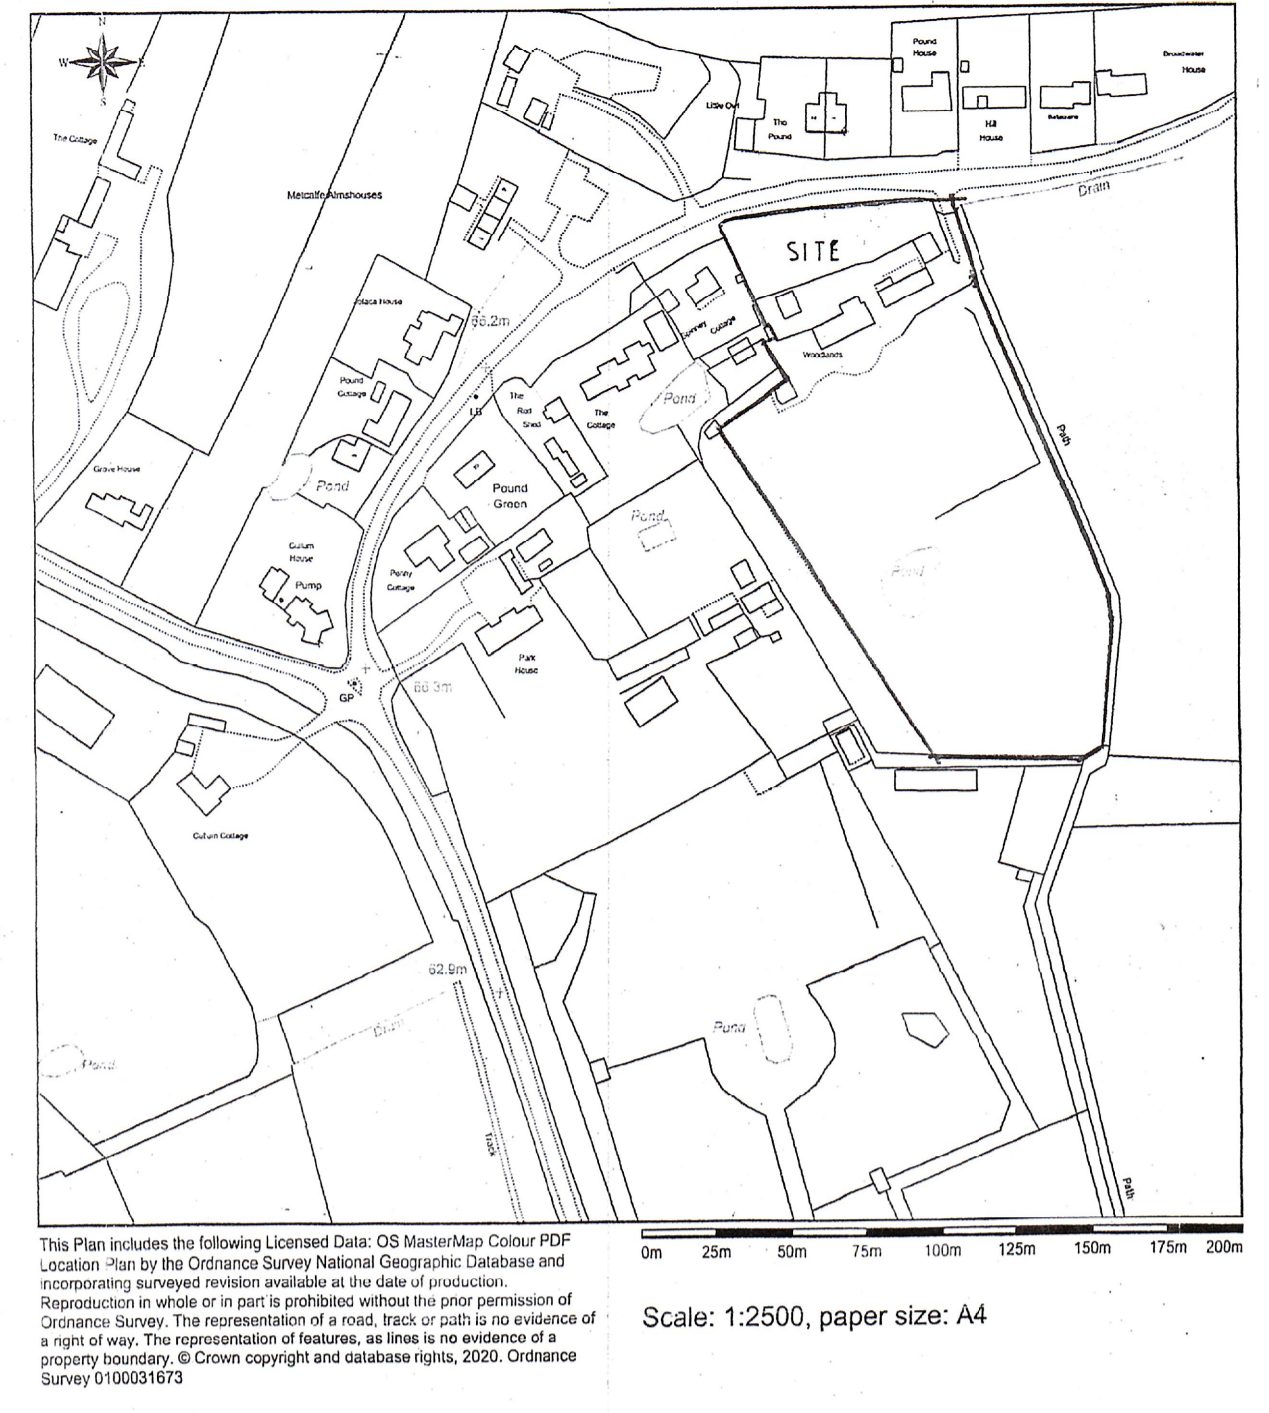 N
W
E
S
The Cottage
Metcalfe Almshouses
Pound
House
Broadwater
House
Little Owl
The
Pound
Hill
House
Drain
SITE
66.2m
Spinney
Cottage
Woodlands
Pound
Cottage
LB
The
Red
Shed
The
Cottage
Pond
Path
Grove House
Pond
Pound
Green
Pond
Pond
Cullum
House
Pump
Penny
Cottage
Park
House
66.3m
GP
Cullum Cottage
62.9m
Drain
Pond
Pond
Track
Path
This Plan includes the following Licensed Data: OS MasterMap Colour PDF
Location Plan by the Ordnance Survey National Geographic Database and
incorporating surveyed revision available at the date of production.
Reproduction in whole or in part is prohibited without the prior permission of
Ordnance Survey. The representation of a road, track or path is no evidence of
a right of way. The representation of features, as lines is no evidence of a
property boundary. © Crown copyright and database rights, 2020. Ordnance
Survey 0100031673
0m 25m 50m 75m 100m 125m 150m 175m 200m
Scale: 1:2500, paper size: A4